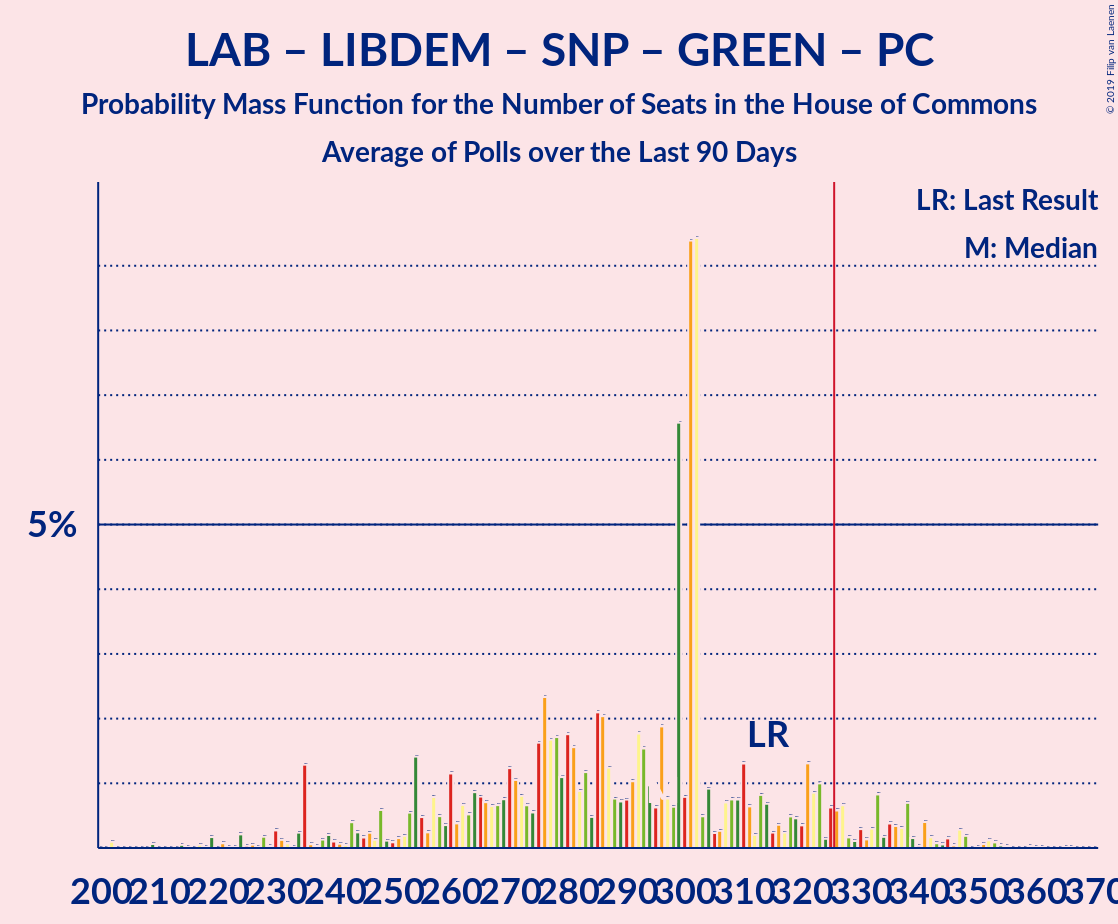 LAB – LIBDEM – SNP – GREEN – PC
Probability Mass Function for the Number of Seats in the House of Commons
Average of Polls over the Last 90 Days
© 2019 Filip van Laenen
LR: Last Result
M: Median
5%
LR
200 210 220 230 240 250 260 270 280 290 300 310 320 330 340 350 360 370